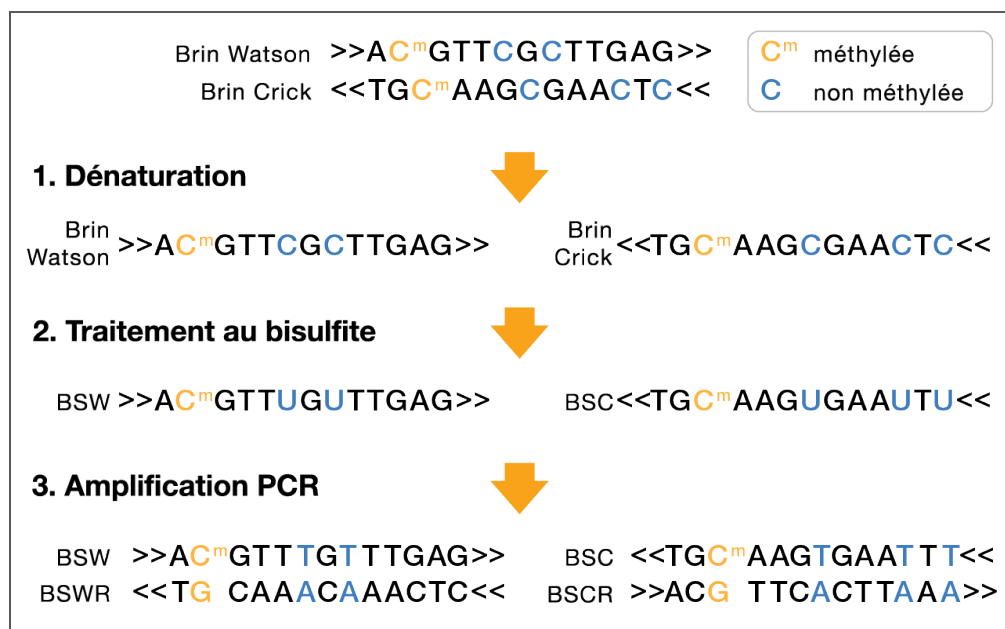 Brin Watson >>ACᵐGTTCGCTTGAG>>
Brin Crick <<TGCᵐAAGCGAACTC<<
Cᵐ méthylée
C non méthylée
1. Dénaturation
Brin
Watson >>ACᵐGTTCGCTTGAG>>
Brin
Crick <<TGCᵐAAGCGAACTC<<
2. Traitement au bisulfite
BSW >>ACᵐGTTUGUTTGAG>>
BSC <<TGCᵐAAGUGAAUTU<<
3. Amplification PCR
BSW >>ACᵐGTTTGTTTGAG>>
BSWR <<TG CAAACAAACTC<<
BSC <<TGCᵐAAGTGAATTT<<
BSCR >>ACG TTCACTTAAA>>